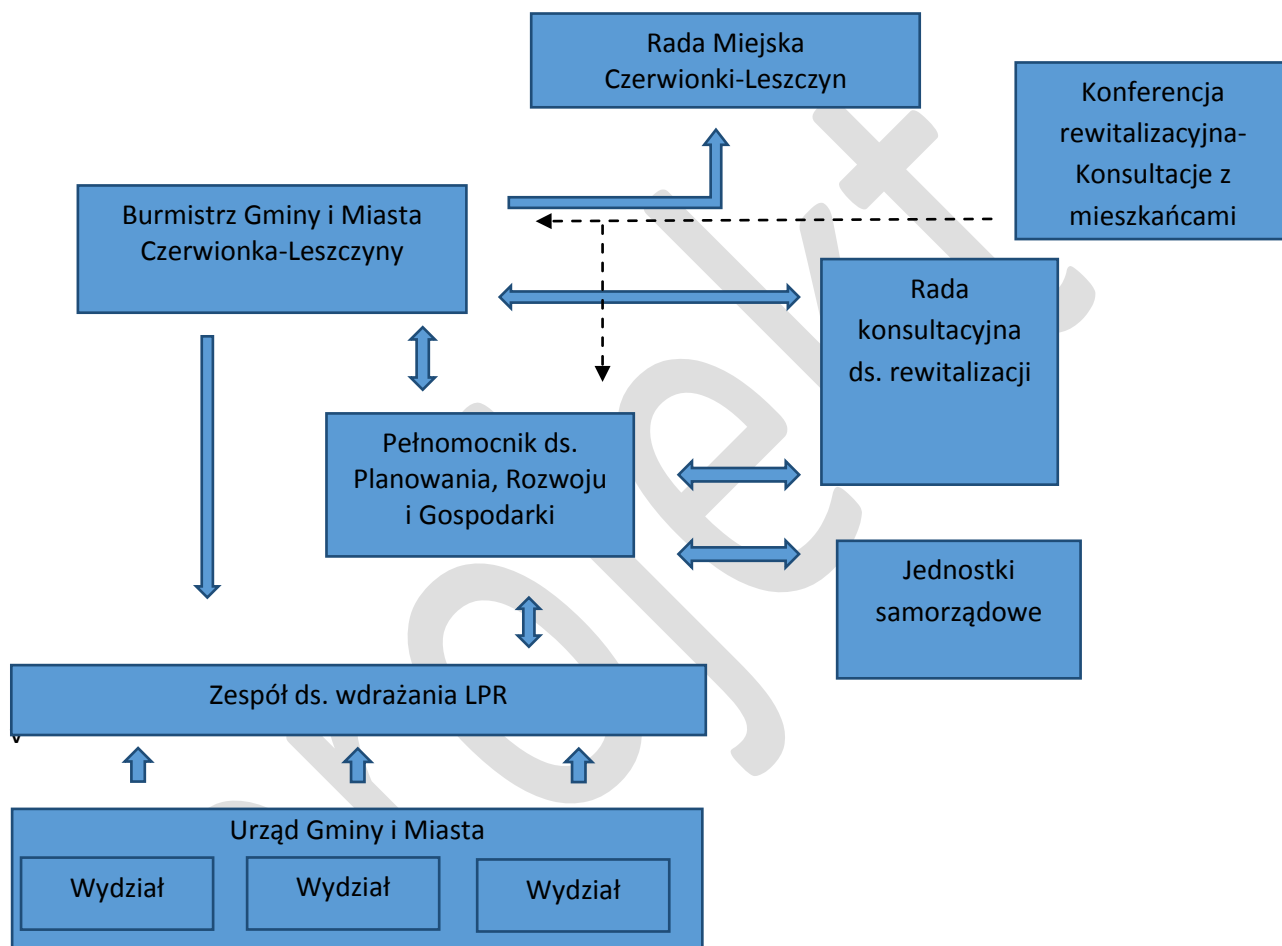 Rada Miejska
Czerwionki-Leszczyn
Konferencja
rewitalizacyjna-
Konsultacje z
mieszkańcami
Burmistrz Gminy i Miasta
Czerwionka-Leszczyny
Rada
konsultacyjna
ds. rewitalizacji
Pełnomocnik ds.
Planowania, Rozwoju
i Gospodarki
Jednostki
samorządowe
Zespół ds. wdrażania LPR
v
Urząd Gminy i Miasta
Wydział
Wydział
Wydział
projekt